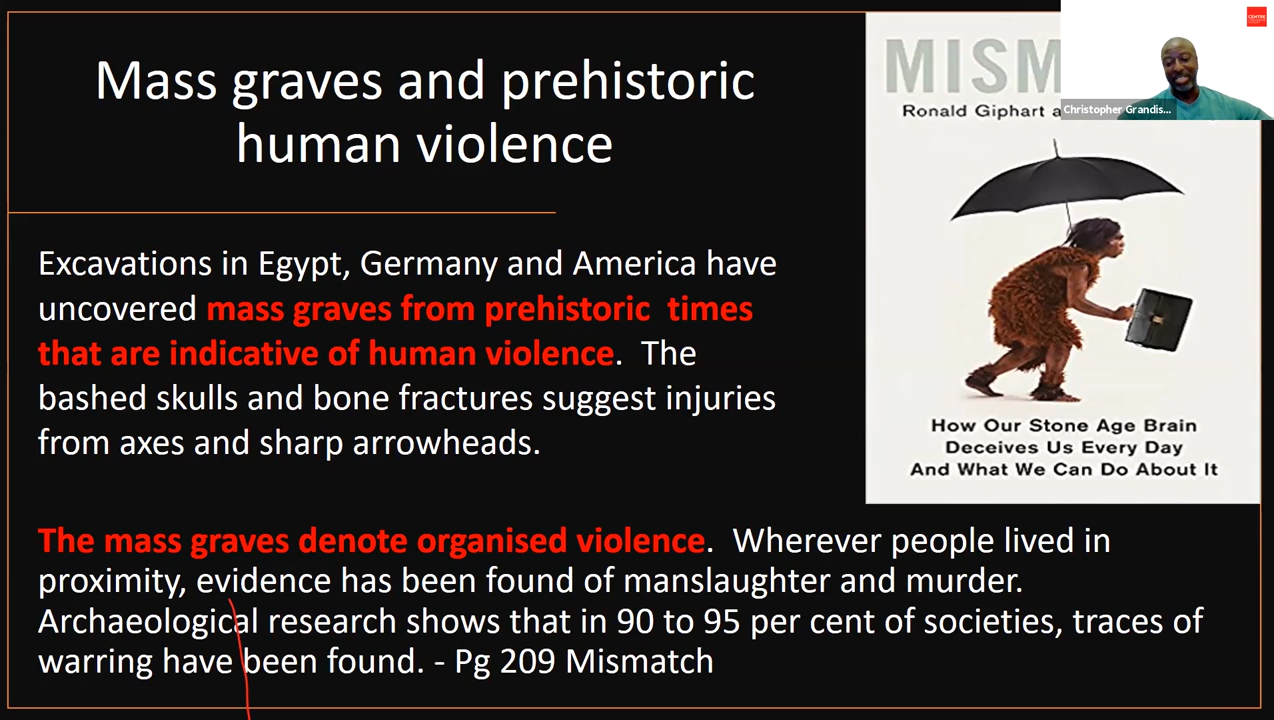 Mass graves and prehistoric
human violence
Excavations in Egypt, Germany and America have
uncovered mass graves from prehistoric times
that are indicative of human violence. The
bashed skulls and bone fractures suggest injuries
from axes and sharp arrowheads.
The mass graves denote organised violence. Wherever people lived in
proximity, evidence has been found of manslaughter and murder.
Archaeological research shows that in 90 to 95 per cent of societies, traces of
warring have been found. - Pg 209 Mismatch
MISM
Ronald Giphart a
Christopher Grandis...
How Our Stone Age Brain
Deceives Us Every Day
And What We Can Do About It
CENTRE